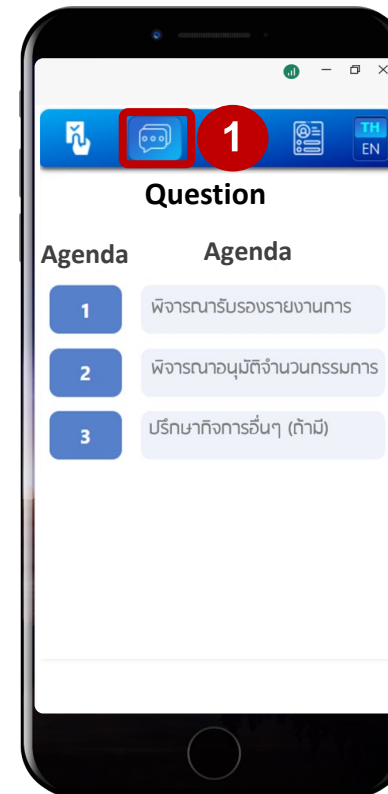 1
TH
EN
Question
Agenda Agenda
1 พิจารณารับรองรายงานการ
2 พิจารณาอนุมัติจำนวนกรรมการ
3 ปรึกษากิจการอื่นๆ (ถ้ามี)